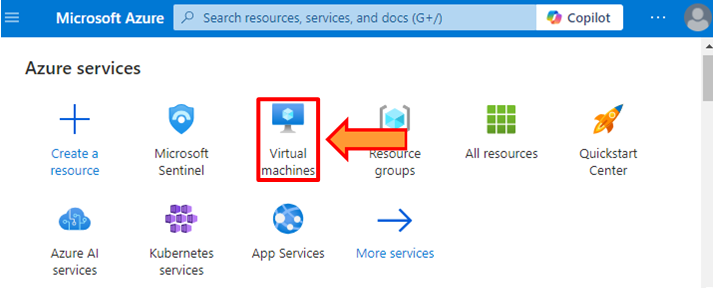 Microsoft Azure
Search resources, services, and docs (G+/)
Copilot
Azure services
Create a
resource
Microsoft
Sentinel
Virtual
machines
Resource
groups
All resources
Quickstart
Center
Azure AI
services
Kubernetes
services
App Services
More services